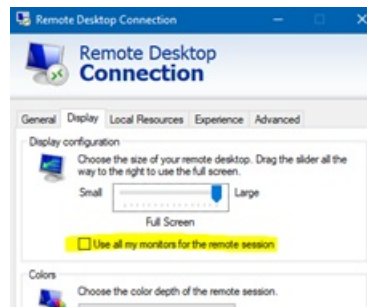 Remote Desktop Connection
Remote Desktop
Connection
General Display Local Resources Experience Advanced
Display configuration
Choose the size of your remote desktop. Drag the slider all the
way to the right to use the full screen.
Small Large
Full Screen
Use all my monitors for the remote session
Colors
Choose the color depth of the remote session.